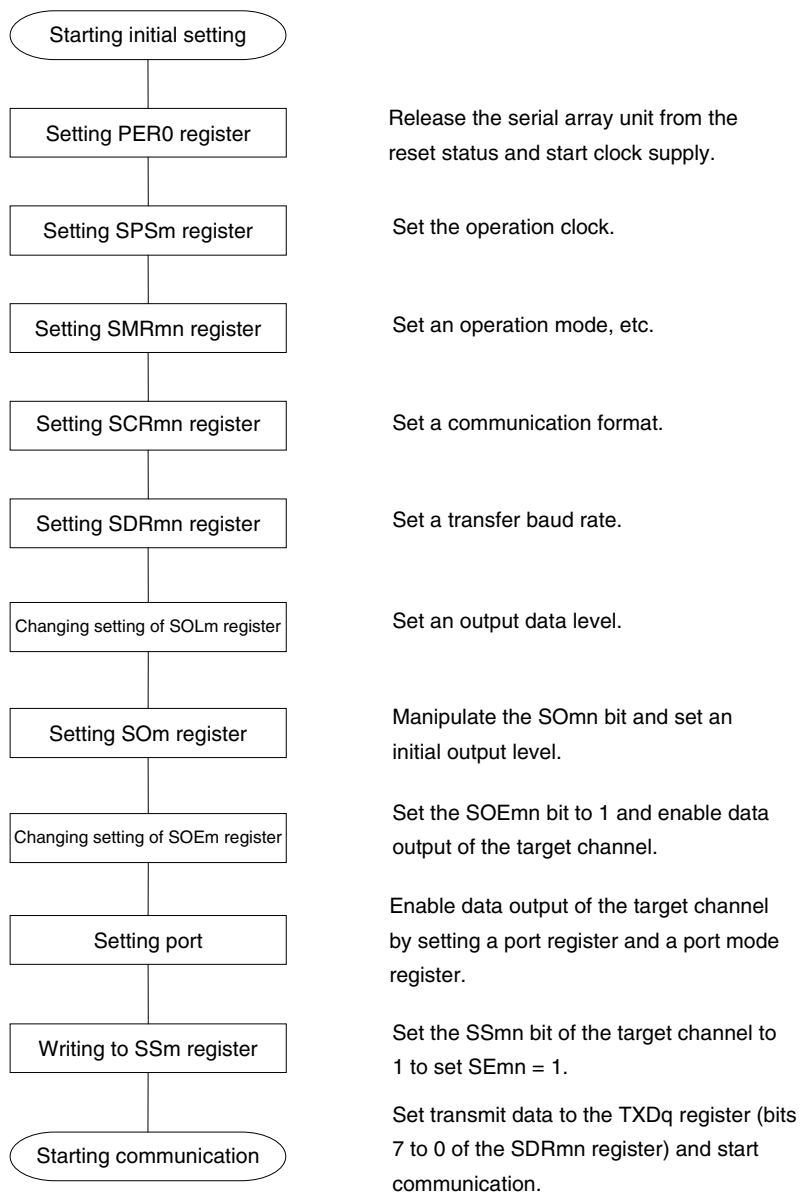 Starting initial setting
Setting PER0 register
Release the serial array unit from the
reset status and start clock supply.
Setting SPSm register
Set the operation clock.
Setting SMRmn register
Set an operation mode, etc.
Setting SCRmn register
Set a communication format.
Setting SDRmn register
Set a transfer baud rate.
Changing setting of SOLm register
Set an output data level.
Setting SOm register
Manipulate the SOmn bit and set an
initial output level.
Changing setting of SOEm register
Set the SOEmn bit to 1 and enable data
output of the target channel.
Setting port
Enable data output of the target channel
by setting a port register and a port mode
register.
Writing to SSm register
Set the SSmn bit of the target channel to
1 to set SEmn = 1.
Starting communication
Set transmit data to the TXDq register (bits
7 to 0 of the SDRmn register) and start
communication.